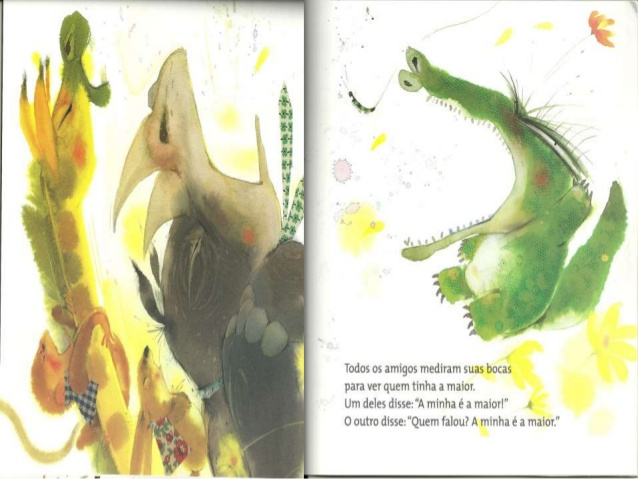 Todos os amigos mediram suas bocas
para ver quem tinha a maior.
Um deles disse: “A minha é a maior!”
O outro disse: “Quem falou? A minha é a maior.”